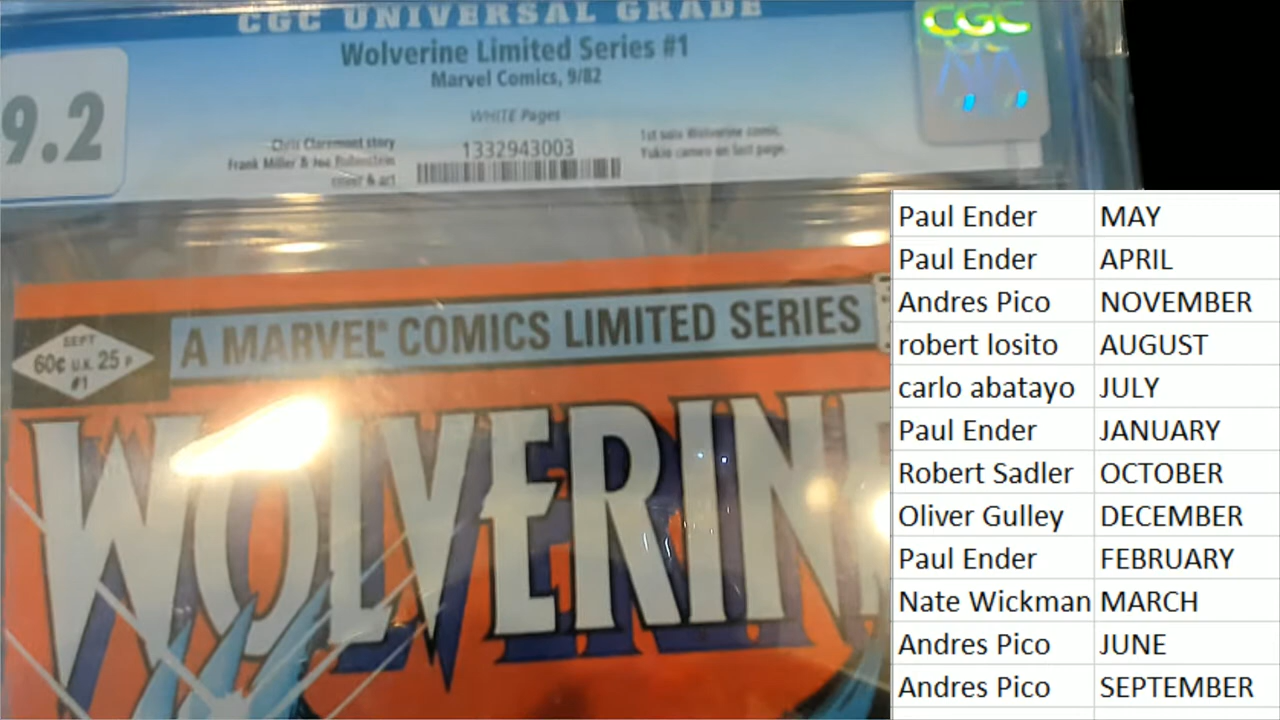 CGC UNIVERSAL GRADE
Wolverine Limited Series #1
Marvel Comics, 9/82
9.2
WHITE Pages
Chris Claremont story
Frank Miller & Joe Rubinstein
cover & art
1332943003
1st solo Wolverine comic.
Yukio cameo on last page.
CGC
CGC
A MARVEL COMICS LIMITED SERIES
SEPT
60¢ U.K. 25 P
#1
WOLVERINE
Paul Ender MAY
Paul Ender APRIL
Andres Pico NOVEMBER
robert losito AUGUST
carlo abatayo JULY
Paul Ender JANUARY
Robert Sadler OCTOBER
Oliver Gulley DECEMBER
Paul Ender FEBRUARY
Nate Wickman MARCH
Andres Pico JUNE
Andres Pico SEPTEMBER